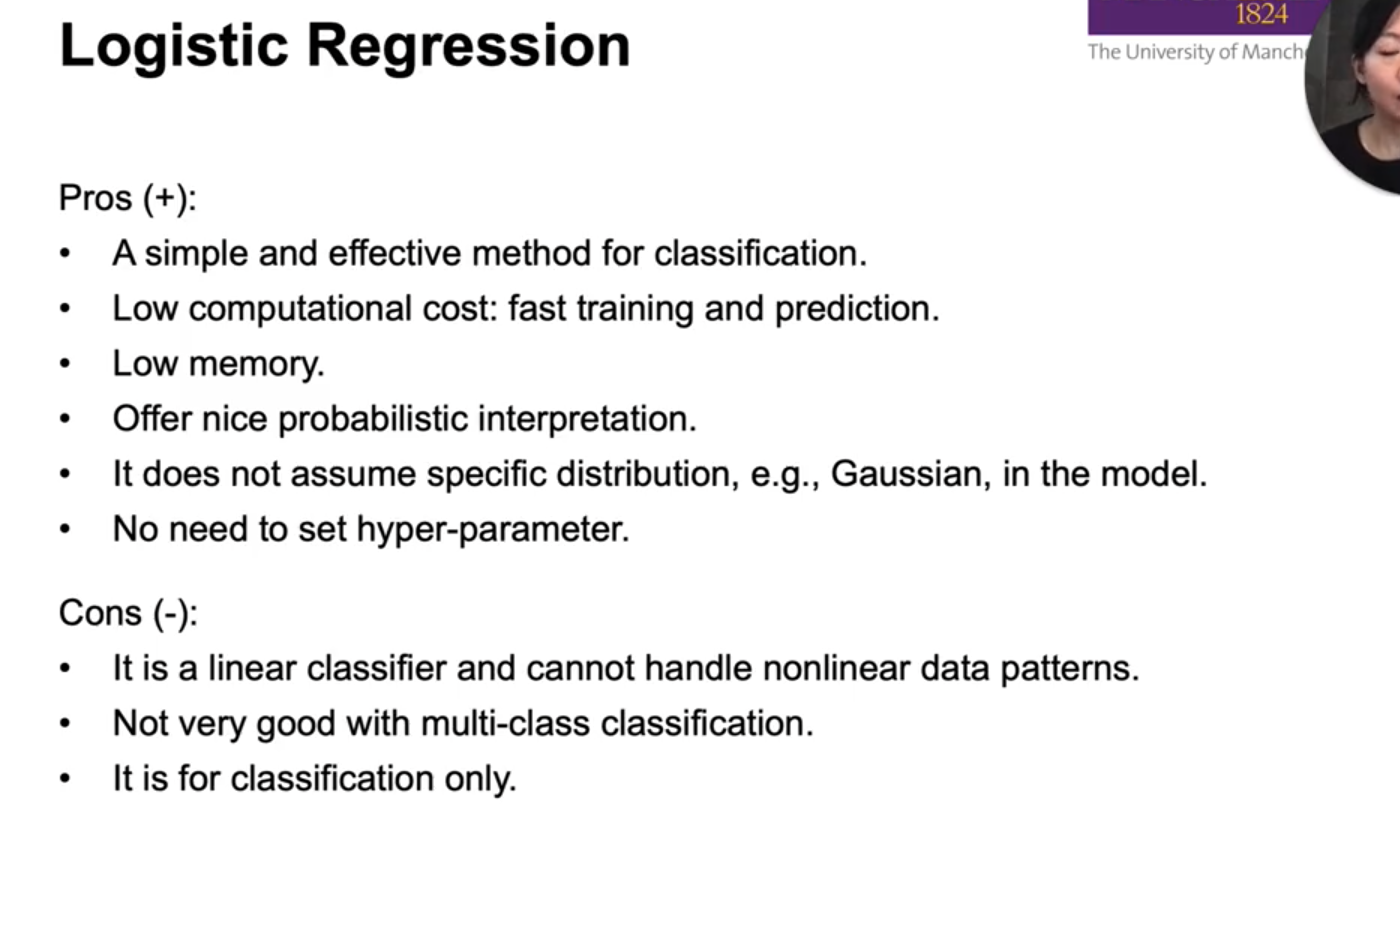 Logistic Regression
1824
The University of Manch
Pros (+):
• A simple and effective method for classification.
• Low computational cost: fast training and prediction.
• Low memory.
• Offer nice probabilistic interpretation.
• It does not assume specific distribution, e.g., Gaussian, in the model.
• No need to set hyper-parameter.
Cons (-):
• It is a linear classifier and cannot handle nonlinear data patterns.
• Not very good with multi-class classification.
• It is for classification only.